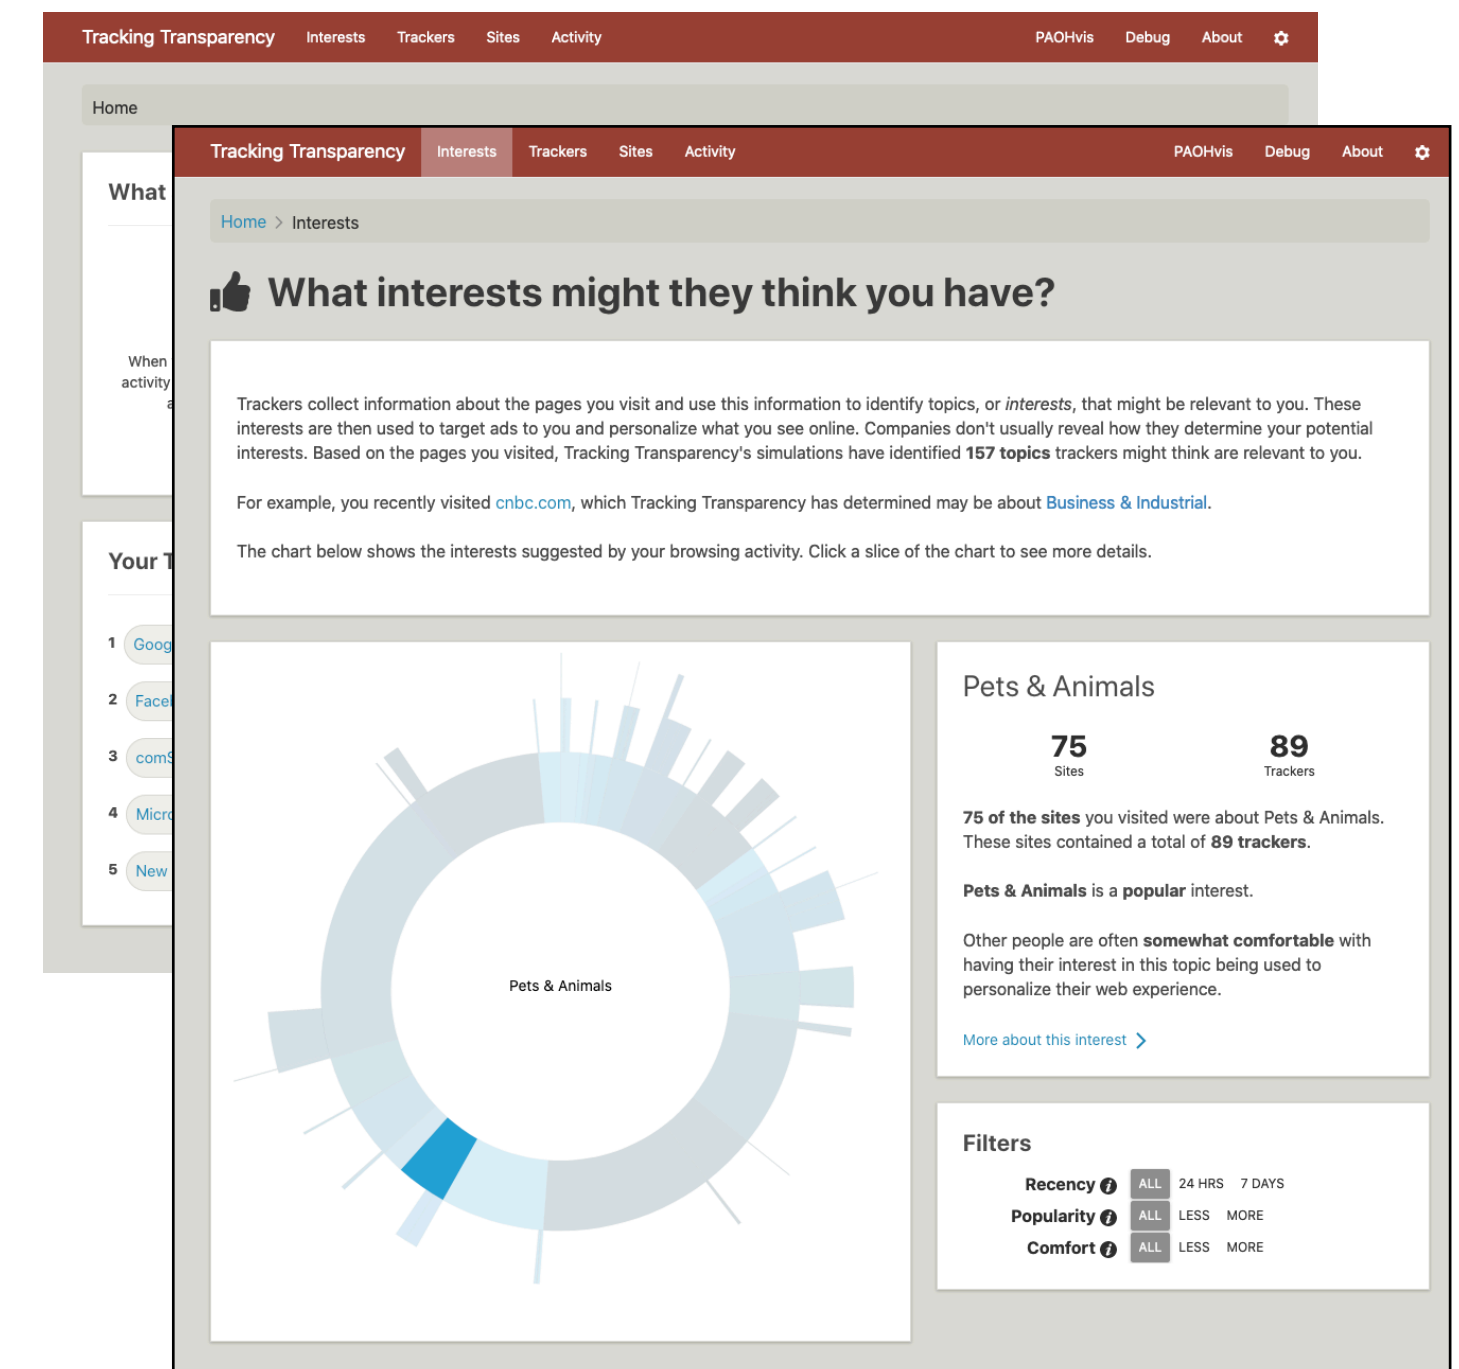 Tracking Transparency Interests Trackers Sites Activity PAOHvis Debug About
Home
What
When
activity
a
Your T
1 Goog
2 Face
3 com
4 Micro
5 New
Tracking Transparency Interests Trackers Sites Activity PAOHvis Debug About
Home > Interests
What interests might they think you have?
Trackers collect information about the pages you visit and use this information to identify topics, or interests, that might be relevant to you. These
interests are then used to target ads to you and personalize what you see online. Companies don't usually reveal how they determine your potential
interests. Based on the pages you visited, Tracking Transparency's simulations have identified 157 topics trackers might think are relevant to you.
For example, you recently visited cnbc.com, which Tracking Transparency has determined may be about Business & Industrial.
The chart below shows the interests suggested by your browsing activity. Click a slice of the chart to see more details.
Pets & Animals
Pets & Animals
75 89
Sites Trackers
75 of the sites you visited were about Pets & Animals.
These sites contained a total of 89 trackers.
Pets & Animals is a popular interest.
Other people are often somewhat comfortable with
having their interest in this topic being used to
personalize their web experience.
More about this interest
Filters
Recency ALL 24 HRS 7 DAYS
Popularity ALL LESS MORE
Comfort ALL LESS MORE